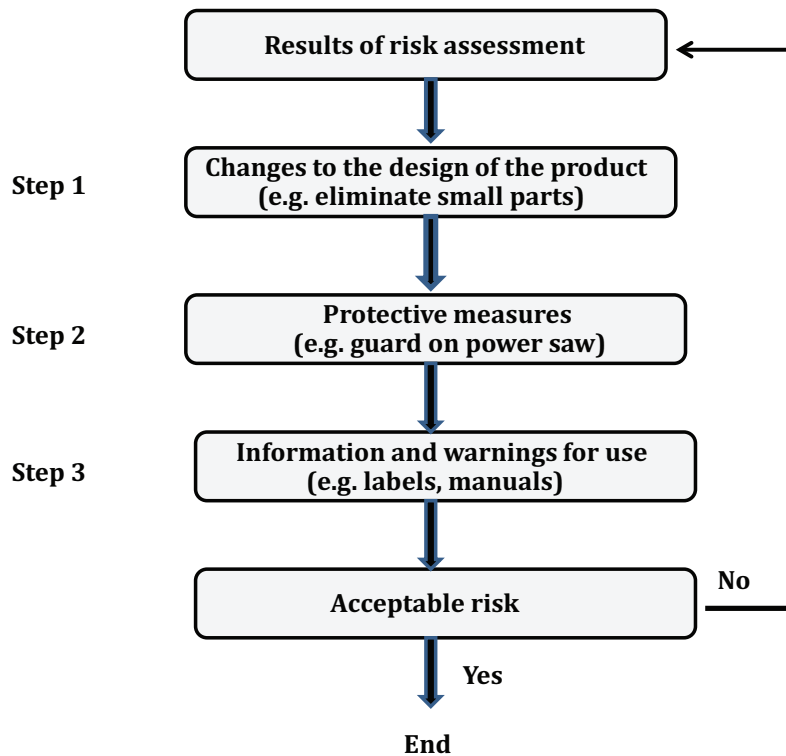 Results of risk assessment
Step 1
Changes to the design of the product
(e.g. eliminate small parts)
Step 2
Protective measures
(e.g. guard on power saw)
Step 3
Information and warnings for use
(e.g. labels, manuals)
Acceptable risk
No
Yes
End